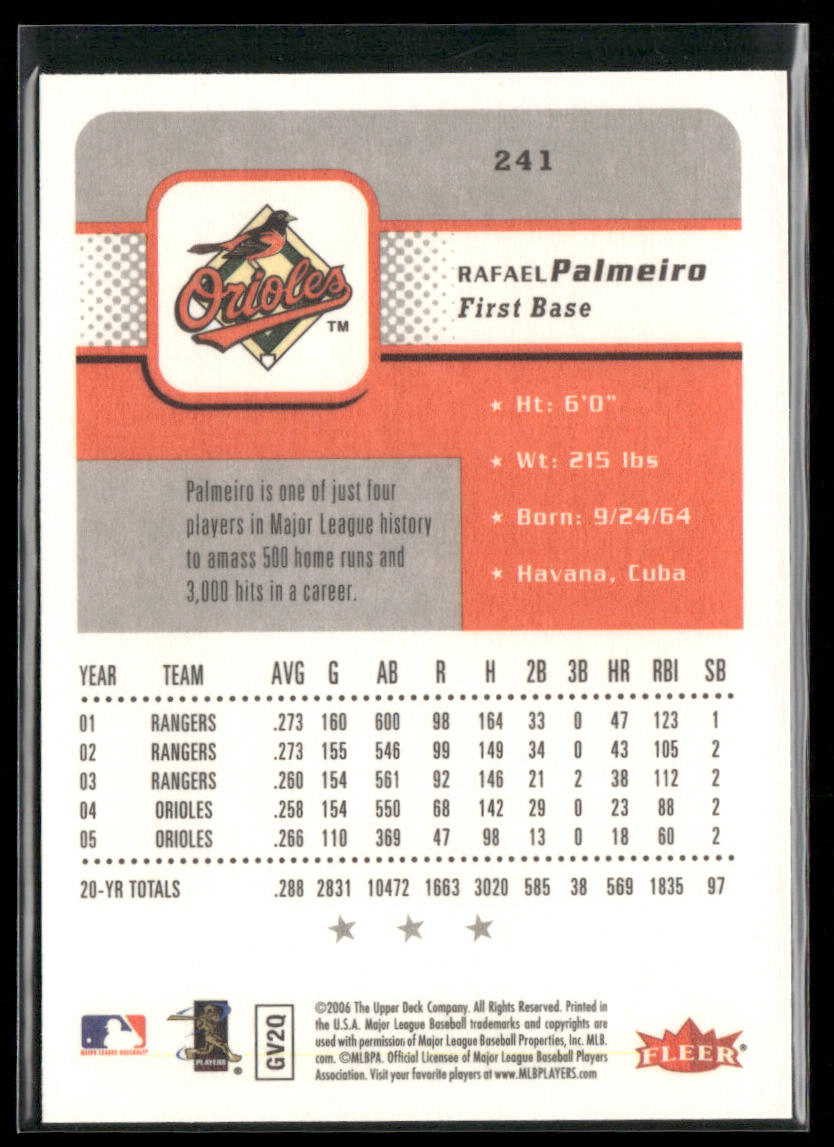 241
Orioles
TM
RAFAEL Palmeiro
First Base
★ Ht: 6'0"
★ Wt: 215 lbs
★ Born: 9/24/64
★ Havana, Cuba
Palmeiro is one of just four
players in Major League history
to amass 500 home runs and
3,000 hits in a career.
YEAR TEAM AVG G AB R H 2B 3B HR RBI SB
01 RANGERS .273 160 600 98 164 33 0 47 123 1
02 RANGERS .273 155 546 99 149 34 0 43 105 2
03 RANGERS .260 154 561 92 146 21 2 38 112 2
04 ORIOLES .258 154 550 68 142 29 0 23 88 2
05 ORIOLES .266 110 369 47 98 13 0 18 60 2
20-YR TOTALS .288 2831 10472 1663 3020 585 38 569 1835 97
MAJOR LEAGUE BASEBALL
PLAYERS
®
GV2Q
©2006 The Upper Deck Company. All Rights Reserved. Printed in
the U.S.A. Major League Baseball trademarks and copyrights are
used with permission of Major League Baseball Properties, Inc. MLB.
com. ©MLBPA. Official Licensee of Major League Baseball Players
Association. Visit your favorite players at www.MLBPLAYERS.com
FLEER®